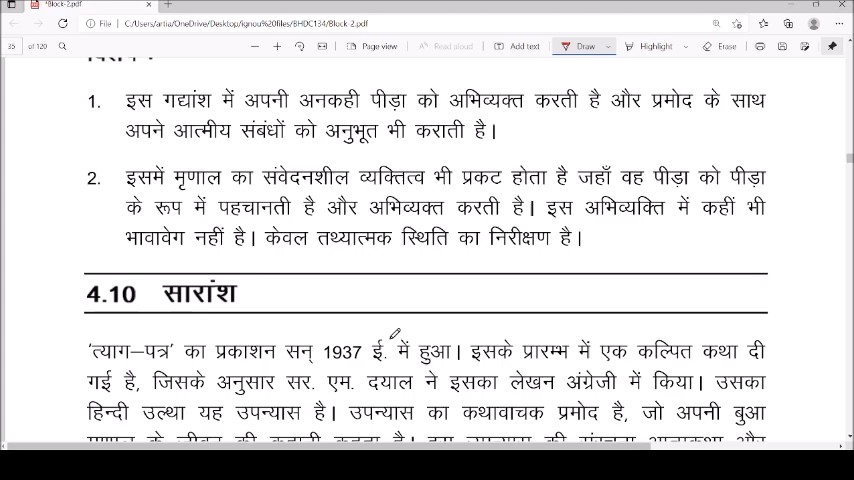 *Block-2.pdf
File C:/Users/artia/OneDrive/Desktop/ignou%20files/BHDC134/Block-2.pdf
35 of 120 Page view Read aloud Add text Draw Highlight Erase
1. इस गद्यांश में अपनी अनकही पीड़ा को अभिव्यक्त करती है और प्रमोद के साथ
अपने आत्मीय संबंधों को अनुभूत भी कराती है।
2. इसमें मृणाल का संवेदनशील व्यक्तित्व भी प्रकट होता है जहाँ वह पीड़ा को पीड़ा
के रूप में पहचानती है और अभिव्यक्त करती है। इस अभिव्यक्ति में कहीं भी
भावावेग नहीं है। केवल तथ्यात्मक स्थिति का निरीक्षण है।
4.10 सारांश
'त्याग–पत्र' का प्रकाशन सन् 1937 ई. में हुआ। इसके प्रारम्भ में एक कल्पित कथा दी
गई है, जिसके अनुसार सर. एम. दयाल ने इसका लेखन अंग्रेजी में किया। उसका
हिन्दी उल्था यह उपन्यास है। उपन्यास का कथावाचक प्रमोद है, जो अपनी बुआ